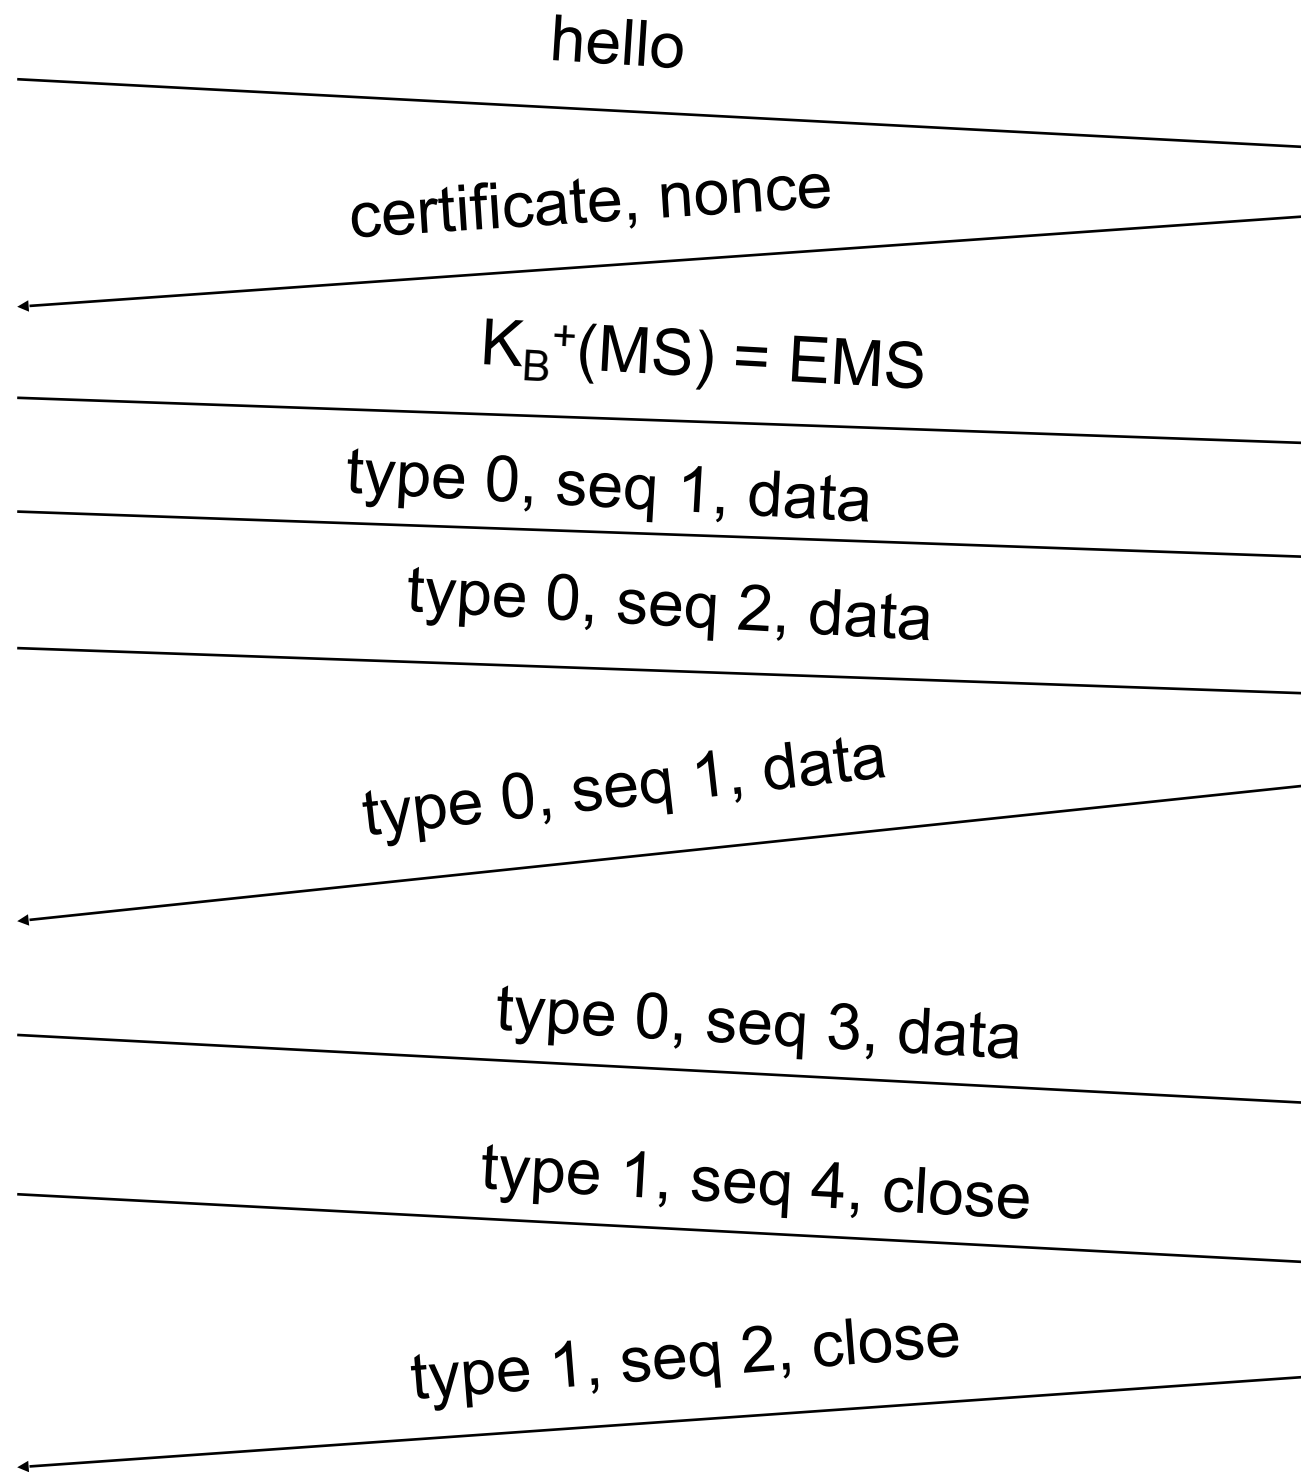 hello
certificate, nonce
K_B^+(MS) = EMS
type 0, seq 1, data
type 0, seq 2, data
type 0, seq 1, data
type 0, seq 3, data
type 1, seq 4, close
type 1, seq 2, close